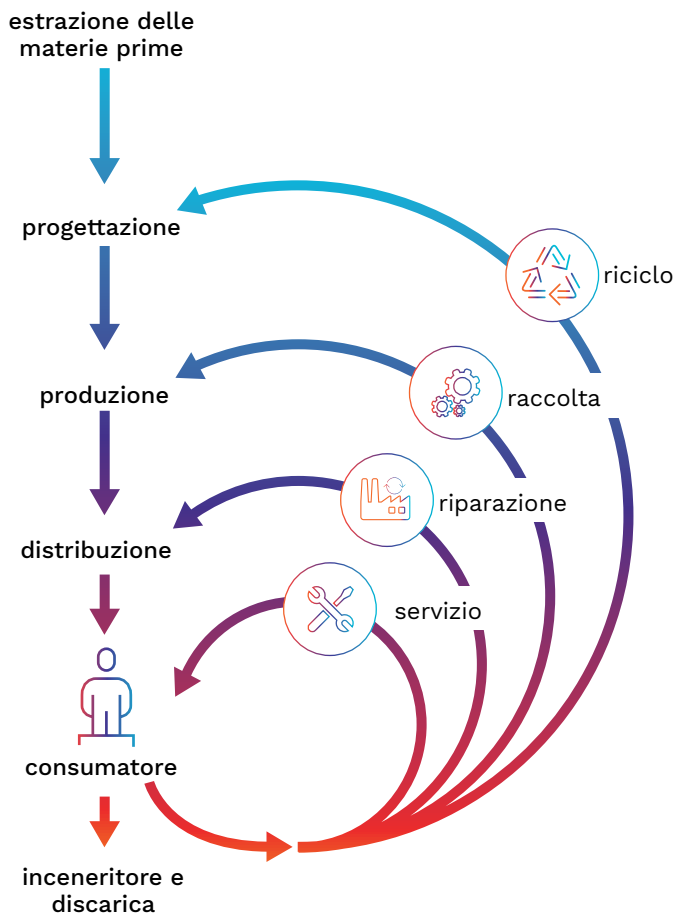 estrazione delle
materie prime
progettazione
riciclo
produzione
raccolta
riparazione
distribuzione
servizio
consumatore
inceneritore e
discarica